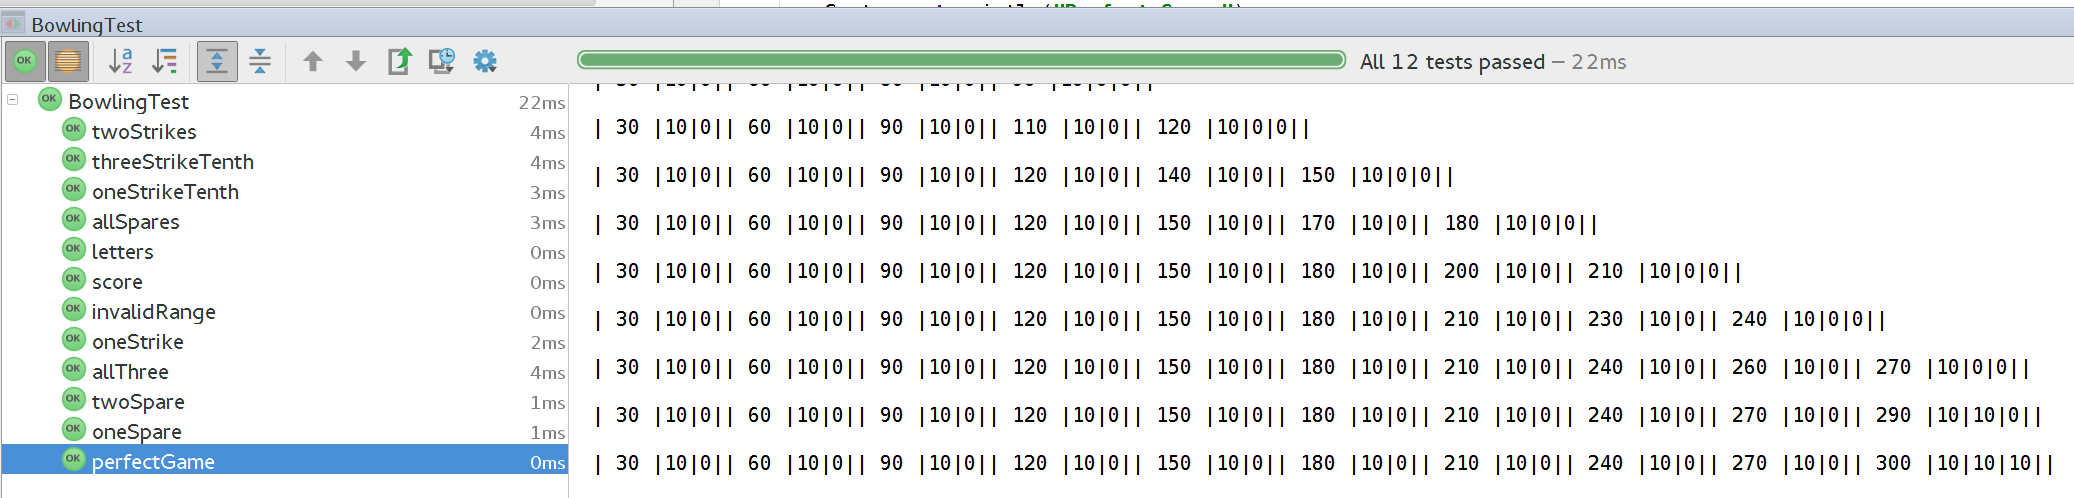 BowlingTest
All 12 tests passed – 22ms
BowlingTest 22ms
twoStrikes 4ms
threeStrikeTenth 4ms
oneStrikeTenth 3ms
allSpares 3ms
letters 0ms
score 0ms
invalidRange 0ms
oneStrike 2ms
allThree 4ms
twoSpare 1ms
oneSpare 1ms
perfectGame 0ms
| 30 |10|0|| 60 |10|0|| 90 |10|0|| 110 |10|0|| 120 |10|0|0||
| 30 |10|0|| 60 |10|0|| 90 |10|0|| 120 |10|0|| 140 |10|0|| 150 |10|0|0||
| 30 |10|0|| 60 |10|0|| 90 |10|0|| 120 |10|0|| 150 |10|0|| 170 |10|0|| 180 |10|0|0||
| 30 |10|0|| 60 |10|0|| 90 |10|0|| 120 |10|0|| 150 |10|0|| 180 |10|0|| 200 |10|0|| 210 |10|0|0||
| 30 |10|0|| 60 |10|0|| 90 |10|0|| 120 |10|0|| 150 |10|0|| 180 |10|0|| 210 |10|0|| 230 |10|0|| 240 |10|0|0||
| 30 |10|0|| 60 |10|0|| 90 |10|0|| 120 |10|0|| 150 |10|0|| 180 |10|0|| 210 |10|0|| 240 |10|0|| 260 |10|0|| 270 |10|0|0||
| 30 |10|0|| 60 |10|0|| 90 |10|0|| 120 |10|0|| 150 |10|0|| 180 |10|0|| 210 |10|0|| 240 |10|0|| 270 |10|0|| 290 |10|10|0||
| 30 |10|0|| 60 |10|0|| 90 |10|0|| 120 |10|0|| 150 |10|0|| 180 |10|0|| 210 |10|0|| 240 |10|0|| 270 |10|0|| 300 |10|10|10||